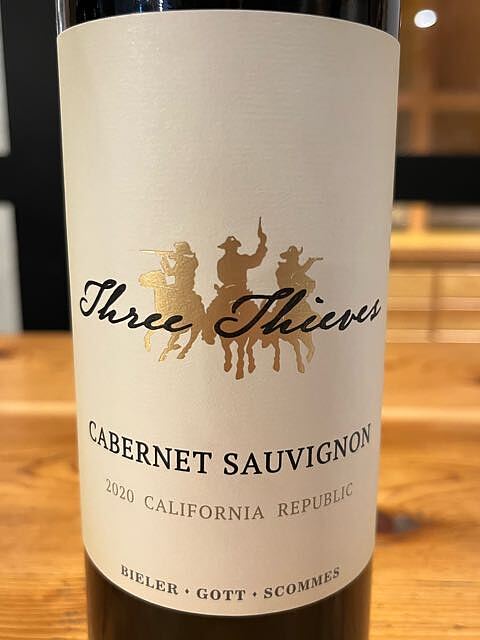 Three Thieves
CABERNET SAUVIGNON
2020 CALIFORNIA REPUBLIC
BIELER · GOTT · SCOMMES